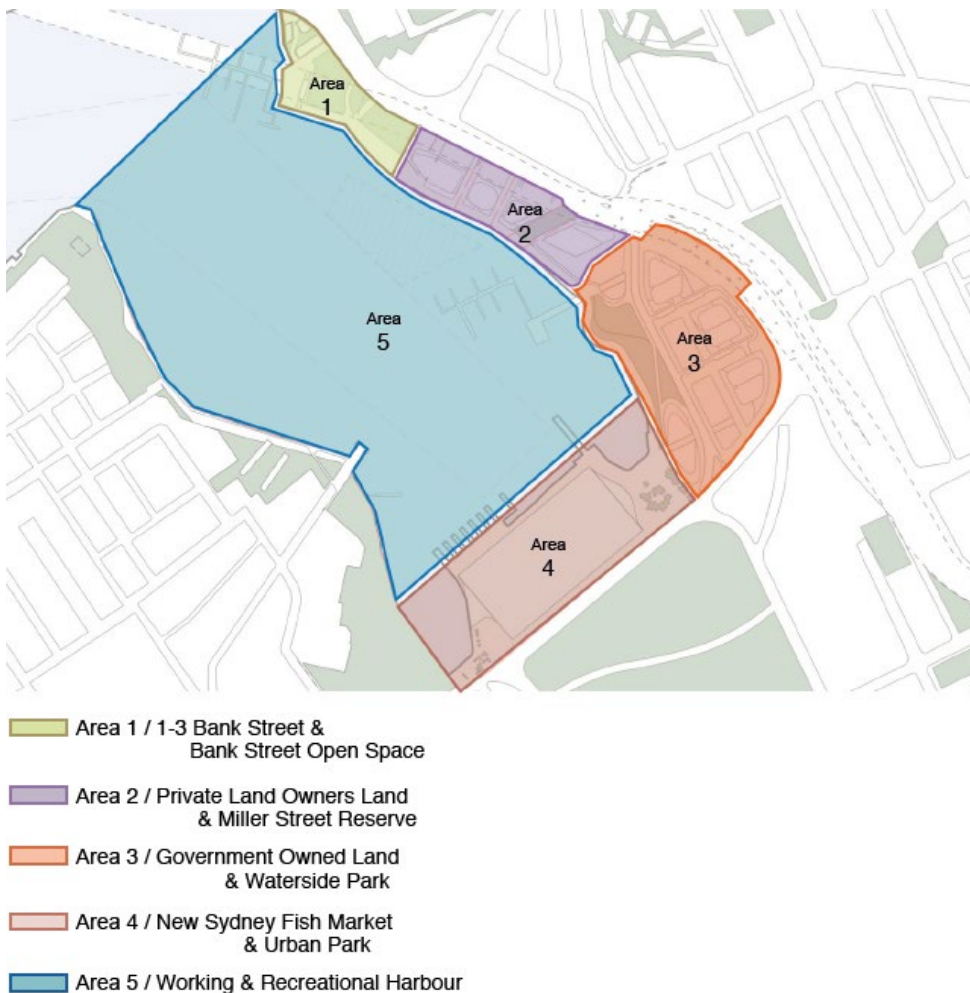 Area
1
Area
2
Area
3
Area
5
Area
4
Area 1 / 1-3 Bank Street &
Bank Street Open Space
Area 2 / Private Land Owners Land
& Miller Street Reserve
Area 3 / Government Owned Land
& Waterside Park
Area 4 / New Sydney Fish Market
& Urban Park
Area 5 / Working & Recreational Harbour